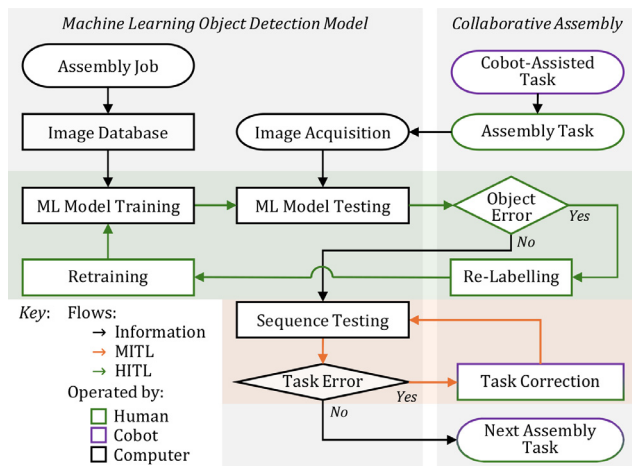 Machine Learning Object Detection Model
Collaborative Assembly
Assembly Job
Cobot-Assisted
Task
Image Database
Image Acquisition
Assembly Task
ML Model Training
ML Model Testing
Object
Error
Yes
No
Retraining
Re-Labelling
Key: Flows:
Information
MITL
HITL
Operated by:
Human
Cobot
Computer
Sequence Testing
Task Error
Yes
Task Correction
No
Next Assembly
Task